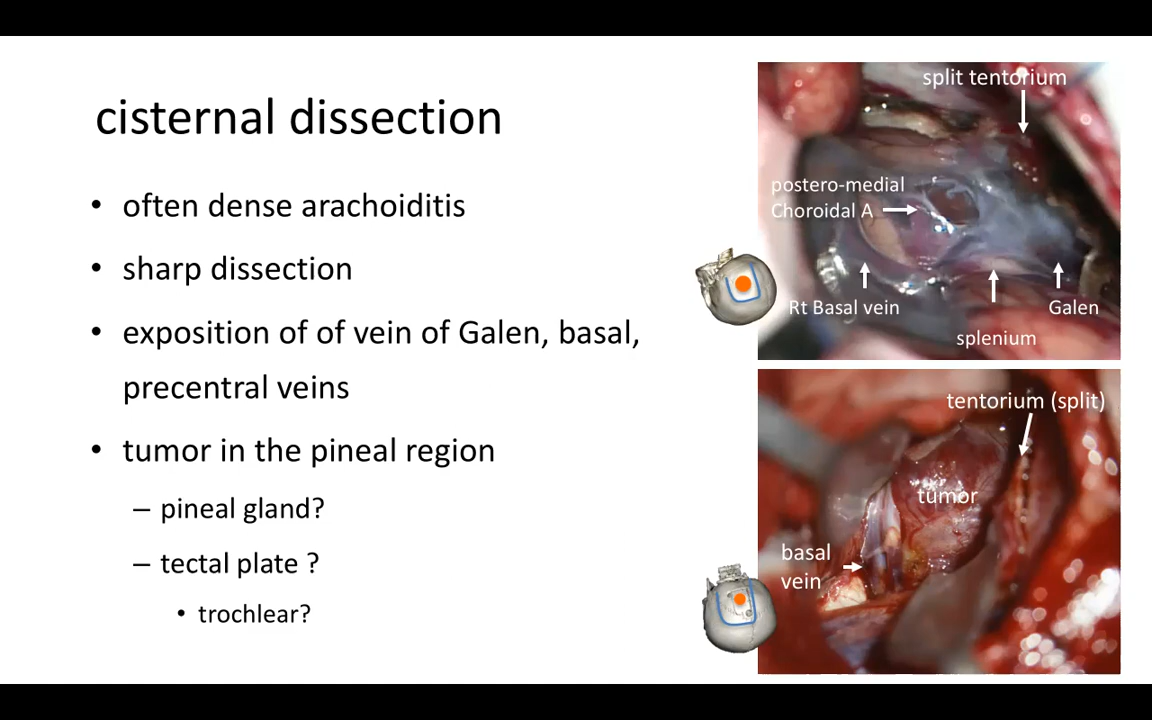 cisternal dissection
• often dense arachoiditis
• sharp dissection
• exposition of of vein of Galen, basal,
precentral veins
• tumor in the pineal region
– pineal gland?
– tectal plate ?
• trochlear?
split tentorium
postero-medial
Choroidal A
Rt Basal vein
Galen
splenium
tentorium (split)
tumor
basal
vein